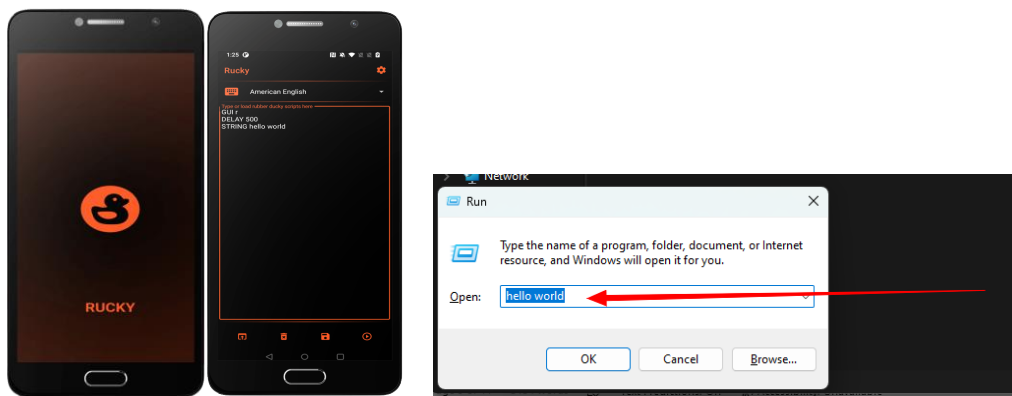 RUCKY
1:25
Rucky
American English
Type or load rubber ducky scripts here
GUI r
DELAY 500
STRING hello world
Network
Run
Type the name of a program, folder, document, or Internet
resource, and Windows will open it for you.
Open:
hello world
OK
Cancel
Browse...